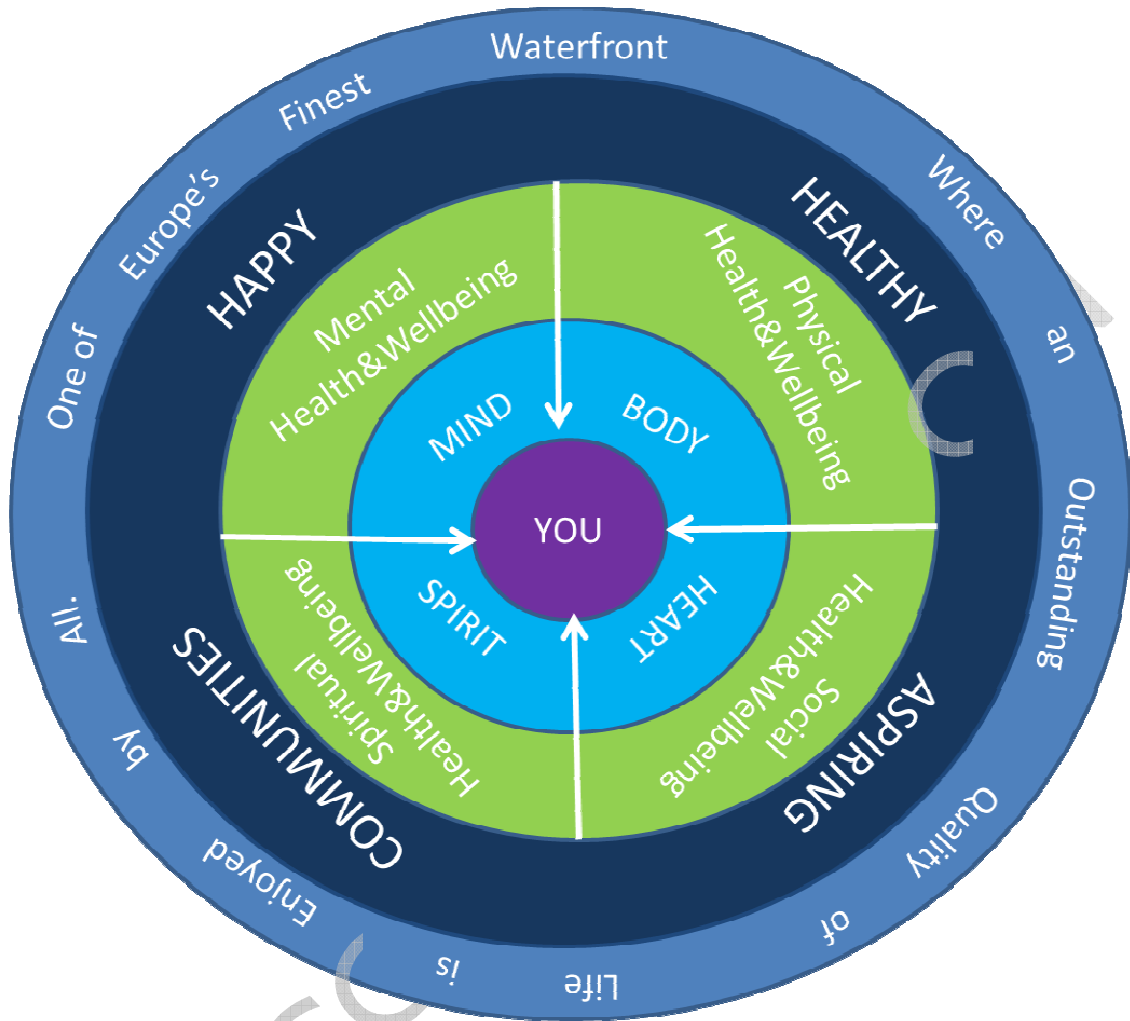 One of Europe's Finest Waterfront Where an Outstanding Quality of Life is Enjoyed by All.
HAPPY HEALTHY ASPIRING COMMUNITIES
Mental
Health&Wellbeing
Physical
Health&Wellbeing
Social
Health&Wellbeing
Spiritual
Health&Wellbeing
MIND
BODY
HEART
SPIRIT
YOU